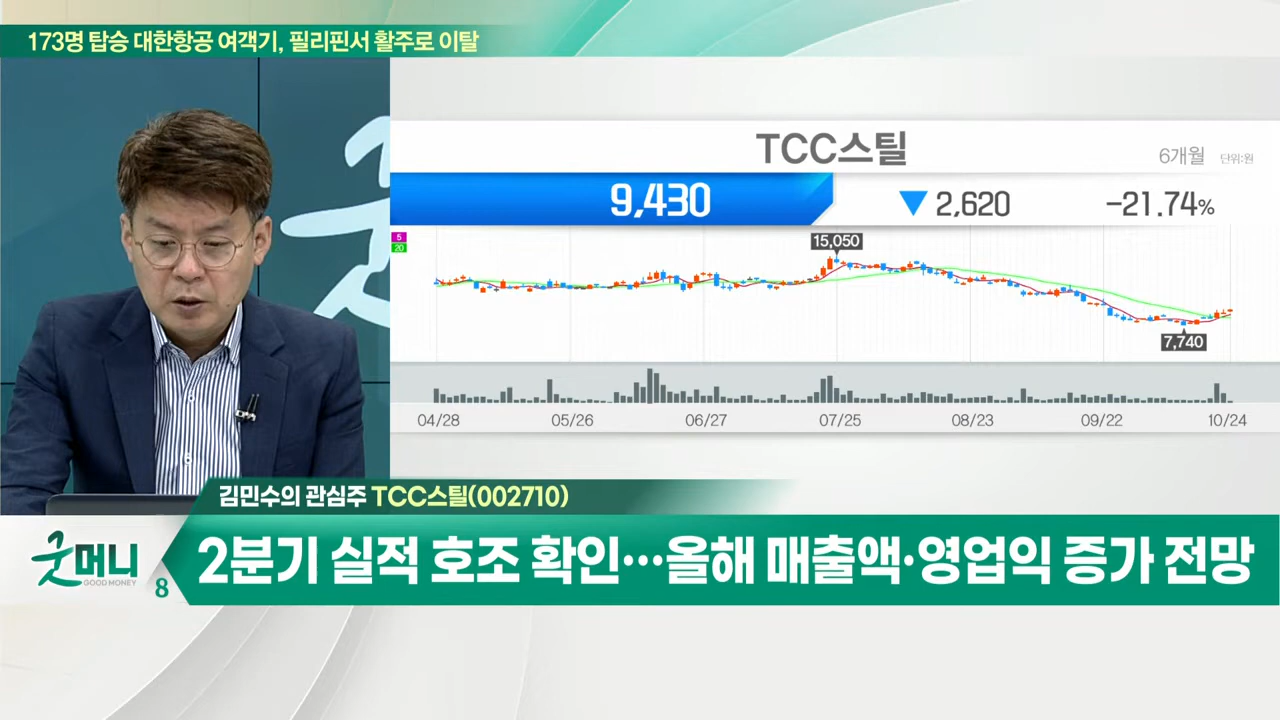 173명 탑승 대한항공 여객기, 필리핀서 활주로 이탈
TCC스틸
6개월 단위:원
9,430 ▼ 2,620 -21.74%
5
20
15,050
7,740
04/28 05/26 06/27 07/25 08/23 09/22 10/24
김민수의 관심주 TCC스틸(002710)
굿머니
GOOD MONEY
8
2분기 실적 호조 확인…올해 매출액·영업익 증가 전망